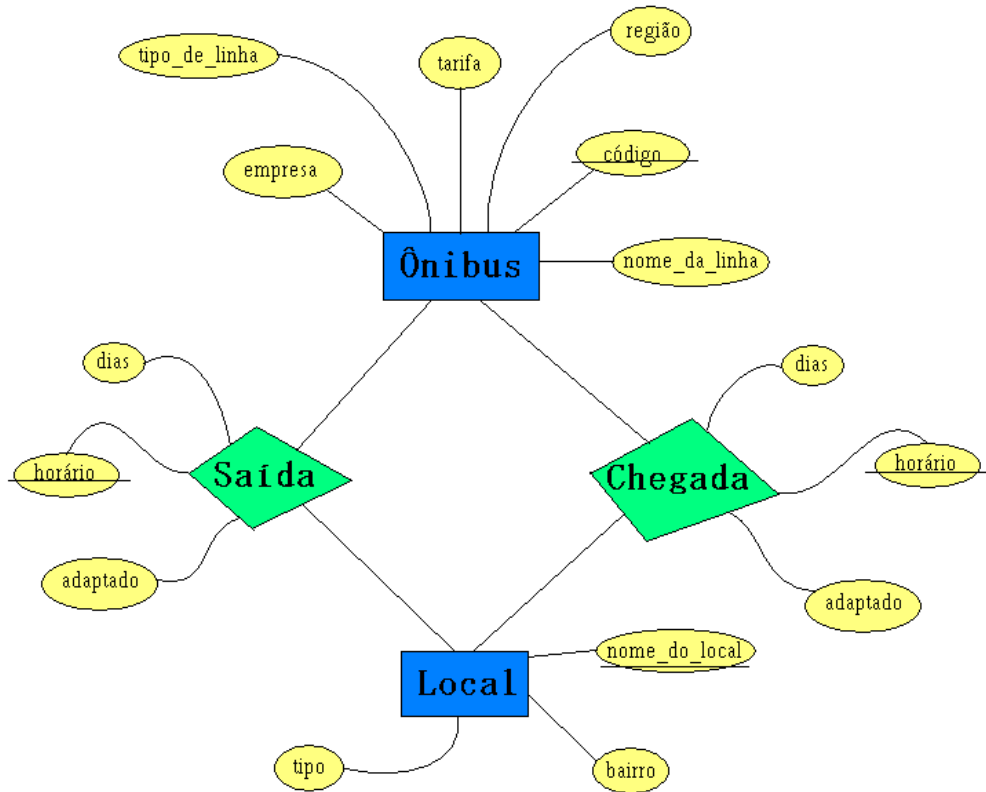 região
tipo_de_linha
tarifa
código
empresa
Ônibus
nome_da_linha
dias
dias
horário
Saída
Chegada
horário
adaptado
adaptado
nome_do_local
Local
tipo
bairro